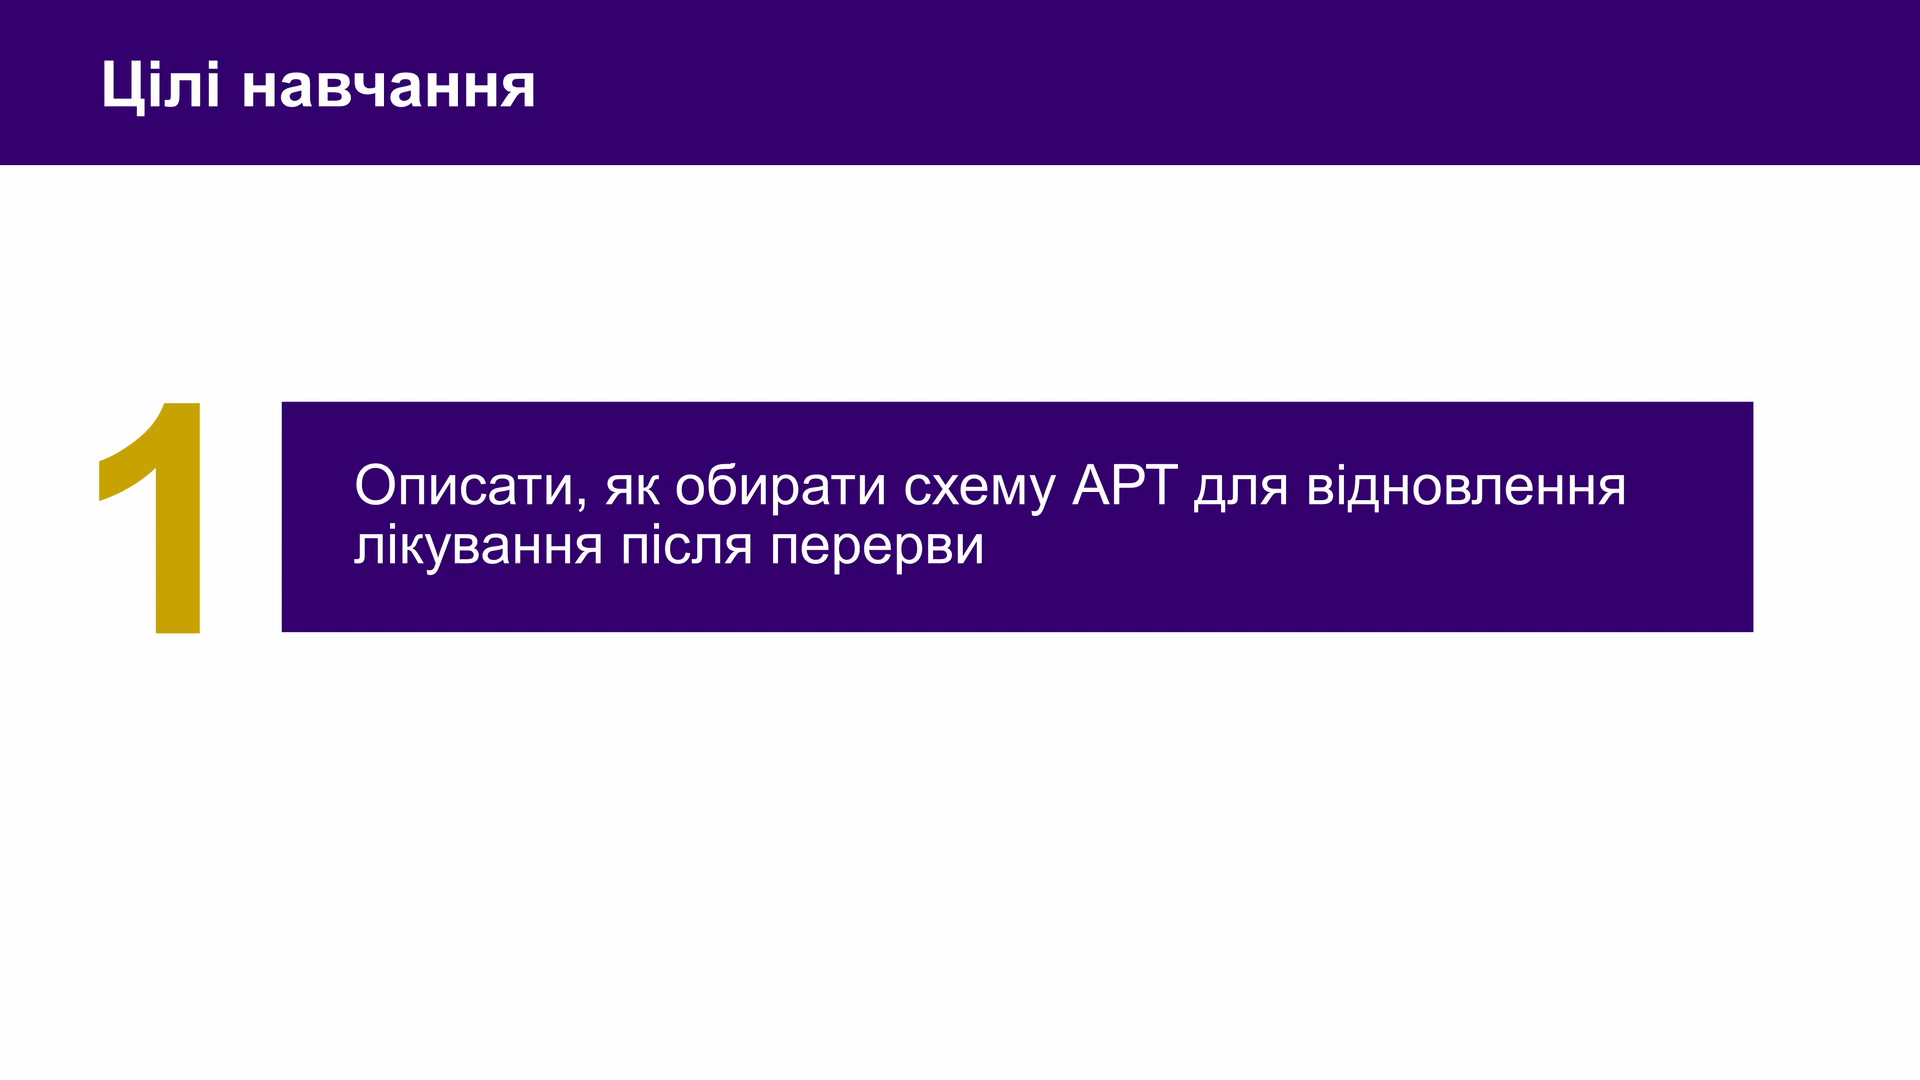 Цілі навчання
1
Описати, як обирати схему АРТ для відновлення
лікування після перерви